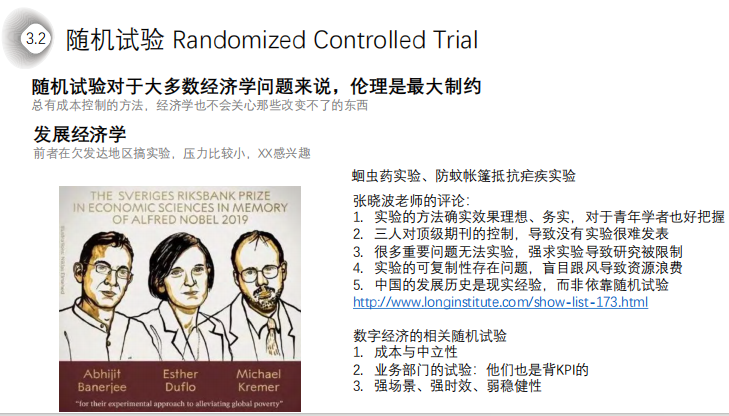 3.2 随机试验 Randomized Controlled Trial
随机试验对于大多数经济学问题来说，伦理是最大制约
总有成本控制的方法，经济学也不会关心那些改变不了的东西
发展经济学
前者在欠发达地区搞实验，压力比较小，XX感兴趣
THE SVERIGES RIKSBANK PRIZE
IN ECONOMIC SCIENCES IN MEMORY
OF ALFRED NOBEL 2019
Abhijit
Banerjee
Esther
Duflo
Michael
Kremer
"for their experimental approach to alleviating global poverty"
蛔虫药实验、防蚊帐篷抵抗疟疾实验
张晓波老师的评论：
1. 实验的方法确实效果理想、务实，对于青年学者也好把握
2. 三人对顶级期刊的控制，导致没有实验很难发表
3. 很多重要问题无法实验，强求实验导致研究被限制
4. 实验的可复制性存在问题，盲目跟风导致资源浪费
5. 中国的发展历史是现实经验，而非依靠随机试验
http://www.longinstitute.com/show-list-173.html
数字经济的相关随机试验
1. 成本与中立性
2. 业务部门的试验：他们也是背KPI的
3. 强场景、强时效、弱稳健性